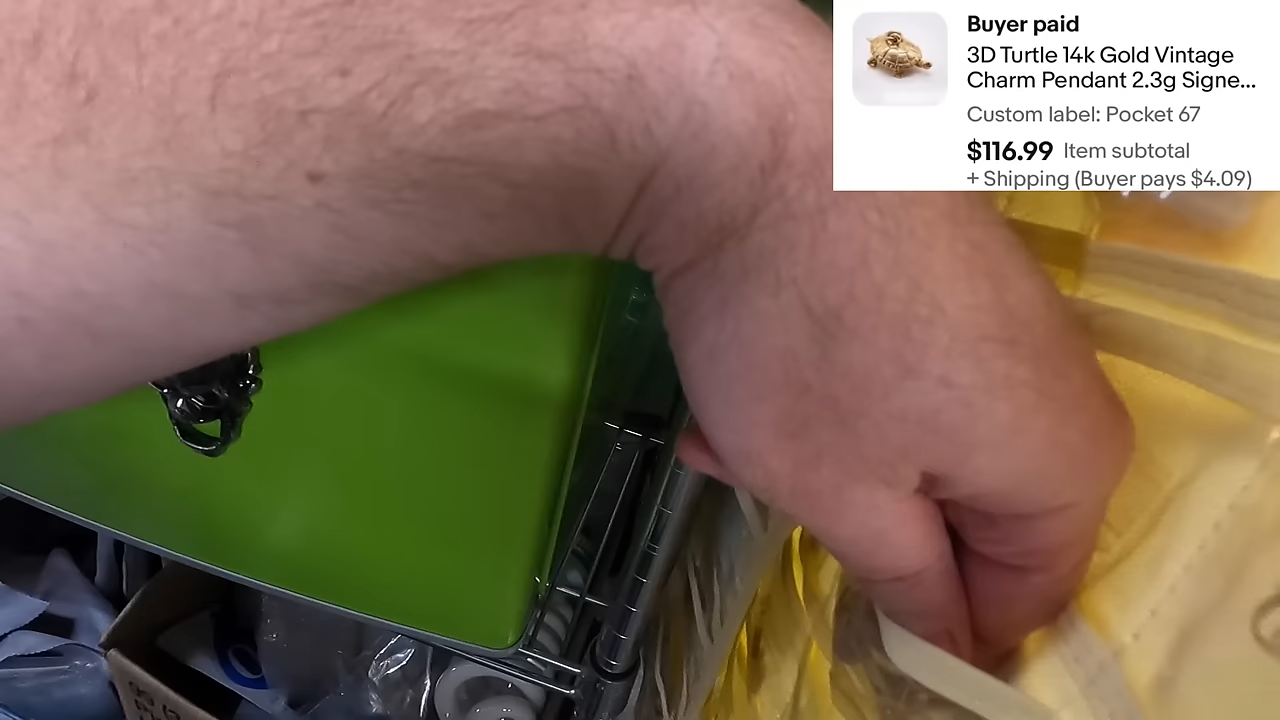 Buyer paid
3D Turtle 14k Gold Vintage
Charm Pendant 2.3g Signe...
Custom label: Pocket 67
$116.99 Item subtotal
+ Shipping (Buyer pays $4.09)